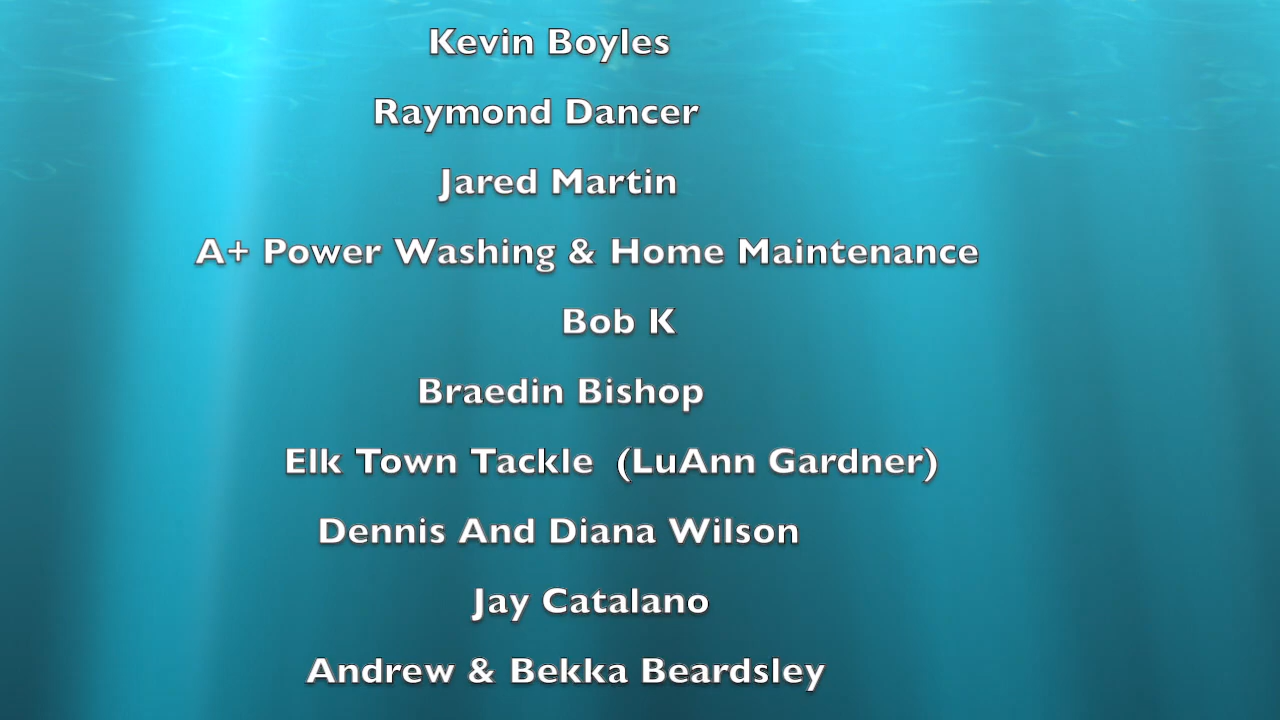 Kevin Boyles
Raymond Dancer
Jared Martin
A+ Power Washing & Home Maintenance
Bob K
Braedin Bishop
Elk Town Tackle  (LuAnn Gardner)
Dennis And Diana Wilson
Jay Catalano
Andrew & Bekka Beardsley